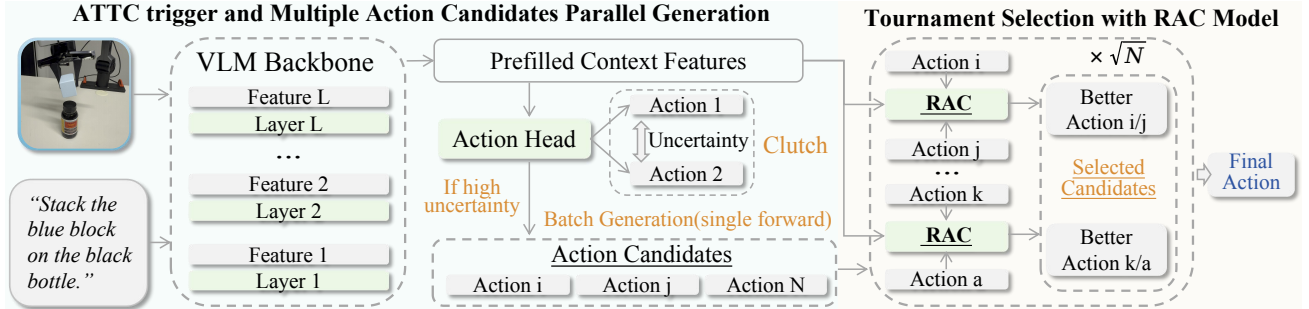 ATTC trigger and Multiple Action Candidates Parallel Generation
VLM Backbone
Feature L
Layer L
...
Feature 2
Layer 2
Feature 1
Layer 1
“Stack the
blue block
on the black
bottle.”
Prefilled Context Features
Action Head
Action 1
Uncertainty
Action 2
Clutch
If high
uncertainty
Batch Generation(single forward)
Action Candidates
Action i
Action j
Action N
Tournament Selection with RAC Model
× √N
Action i
RAC
Action j
...
Action k
RAC
Action a
Better
Action i/j
Selected
Candidates
Better
Action k/a
Final
Action